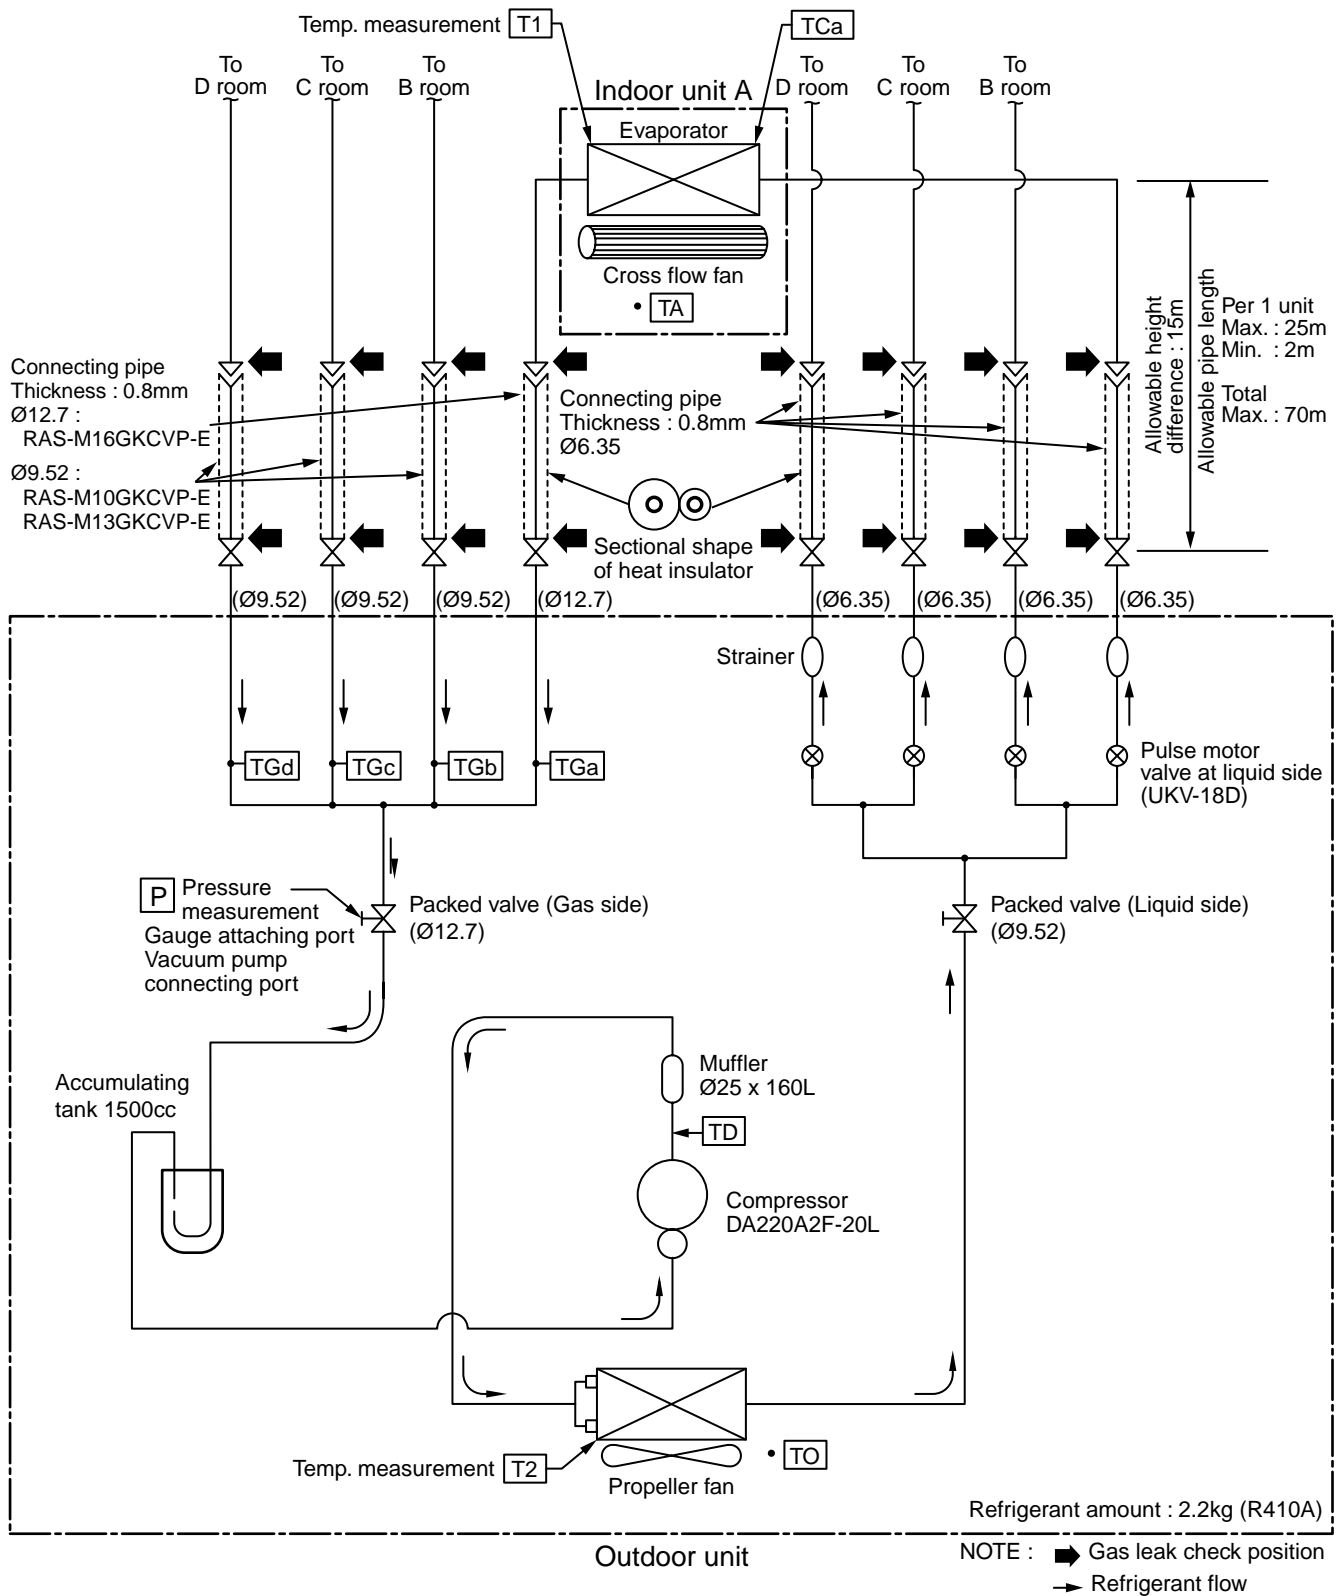 Temp. measurement T1
TCa
To
D room
To
C room
To
B room
Indoor unit A
To
D room
To
C room
To
B room
Evaporator
Cross flow fan
TA
Allowable height
difference : 15m
Allowable pipe length
Per 1 unit
Max. : 25m
Min. : 2m
Total
Max. : 70m
Connecting pipe
Thickness : 0.8mm
Ø12.7 :
RAS-M16GKCVP-E
Ø9.52 :
RAS-M10GKCVP-E
RAS-M13GKCVP-E
Connecting pipe
Thickness : 0.8mm
Ø6.35
Sectional shape
of heat insulator
(Ø9.52)
(Ø9.52)
(Ø9.52)
(Ø12.7)
(Ø6.35)
(Ø6.35)
(Ø6.35)
(Ø6.35)
Strainer
TGd
TGc
TGb
TGa
Pulse motor
valve at liquid side
(UKV-18D)
P Pressure
measurement
Gauge attaching port
Vacuum pump
connecting port
Packed valve (Gas side)
(Ø12.7)
Packed valve (Liquid side)
(Ø9.52)
Accumulating
tank 1500cc
Muffler
Ø25 x 160L
TD
Compressor
DA220A2F-20L
Temp. measurement T2
TO
Propeller fan
Refrigerant amount : 2.2kg (R410A)
Outdoor unit
NOTE :
Gas leak check position
Refrigerant flow